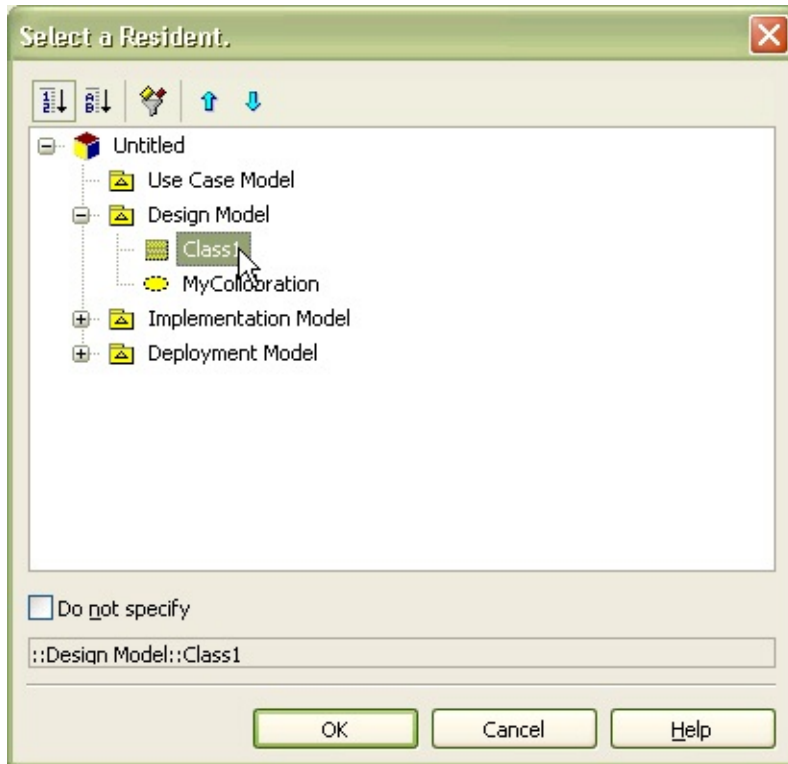 Select a Resident.
Untitled
Use Case Model
Design Model
Class1
MyCollobration
Implementation Model
Deployment Model
Do not specify
::Design Model::Class1
OK Cancel Help